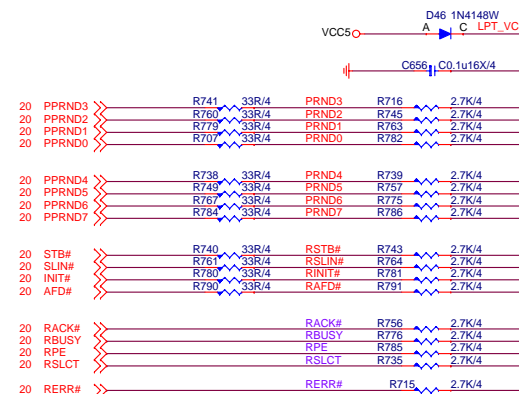 D46 1N4148W
VCC5 A C LPT_VC
C656 C0.1u16X/4
20 PPRND3 R741 33R/4 PRND3 R716 2.7K/4
20 PPRND2 R760 33R/4 PRND2 R745 2.7K/4
20 PPRND1 R779 33R/4 PRND1 R763 2.7K/4
20 PPRND0 R707 33R/4 PRND0 R782 2.7K/4
20 PPRND4 R738 33R/4 PRND4 R739 2.7K/4
20 PPRND5 R749 33R/4 PRND5 R757 2.7K/4
20 PPRND6 R767 33R/4 PRND6 R775 2.7K/4
20 PPRND7 R784 33R/4 PRND7 R786 2.7K/4
20 STB# R740 33R/4 RSTB# R743 2.7K/4
20 SLIN# R761 33R/4 RSLIN# R764 2.7K/4
20 INIT# R780 33R/4 RINIT# R781 2.7K/4
20 AFD# R790 33R/4 RAFD# R791 2.7K/4
20 RACK# RACK# R756 2.7K/4
20 RBUSY RBUSY R776 2.7K/4
20 RPE RPE R785 2.7K/4
20 RSLCT RSLCT R735 2.7K/4
20 RERR# RERR# R715 2.7K/4